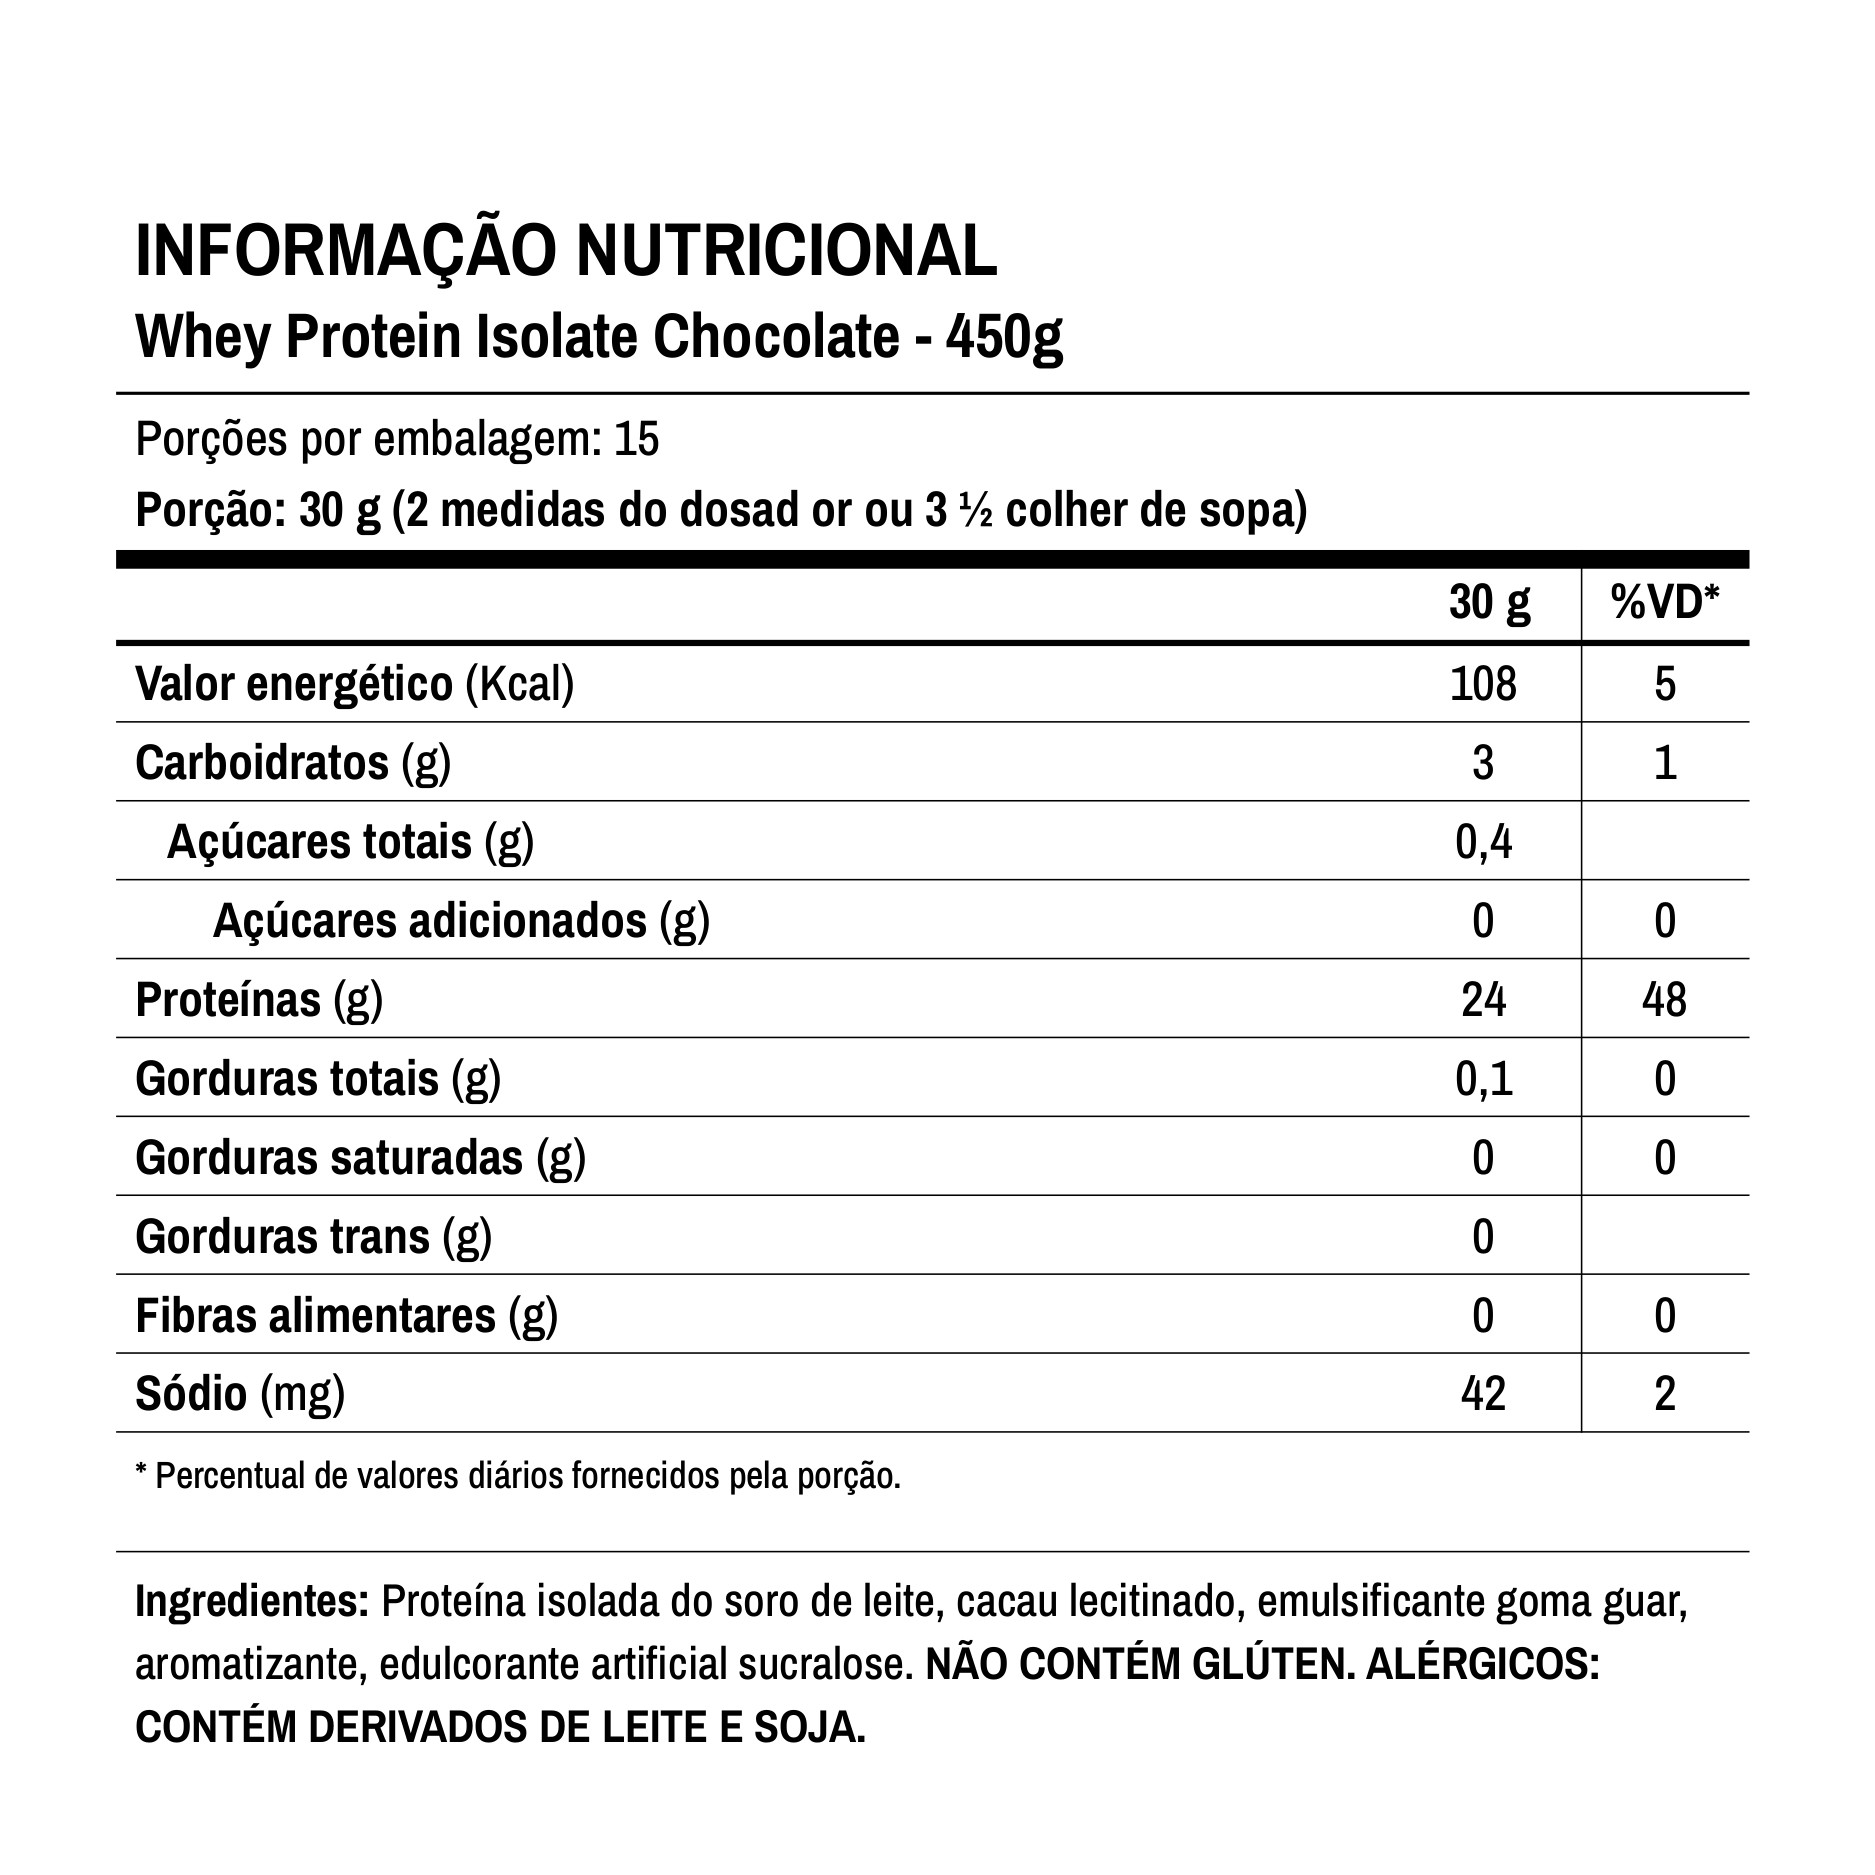 INFORMAÇÃO NUTRICIONAL
Whey Protein Isolate Chocolate - 450g
Porções por embalagem: 15
Porção: 30 g (2 medidas do dosad or ou 3 ½ colher de sopa)
30 g %VD*
Valor energético (Kcal) 108 5
Carboidratos (g) 3 1
Açúcares totais (g) 0,4
Açúcares adicionados (g) 0 0
Proteínas (g) 24 48
Gorduras totais (g) 0,1 0
Gorduras saturadas (g) 0 0
Gorduras trans (g) 0
Fibras alimentares (g) 0 0
Sódio (mg) 42 2
* Percentual de valores diários fornecidos pela porção.
Ingredientes: Proteína isolada do soro de leite, cacau lecitinado, emulsificante goma guar,
aromatizante, edulcorante artificial sucralose. NÃO CONTÉM GLÚTEN. ALÉRGICOS:
CONTÉM DERIVADOS DE LEITE E SOJA.